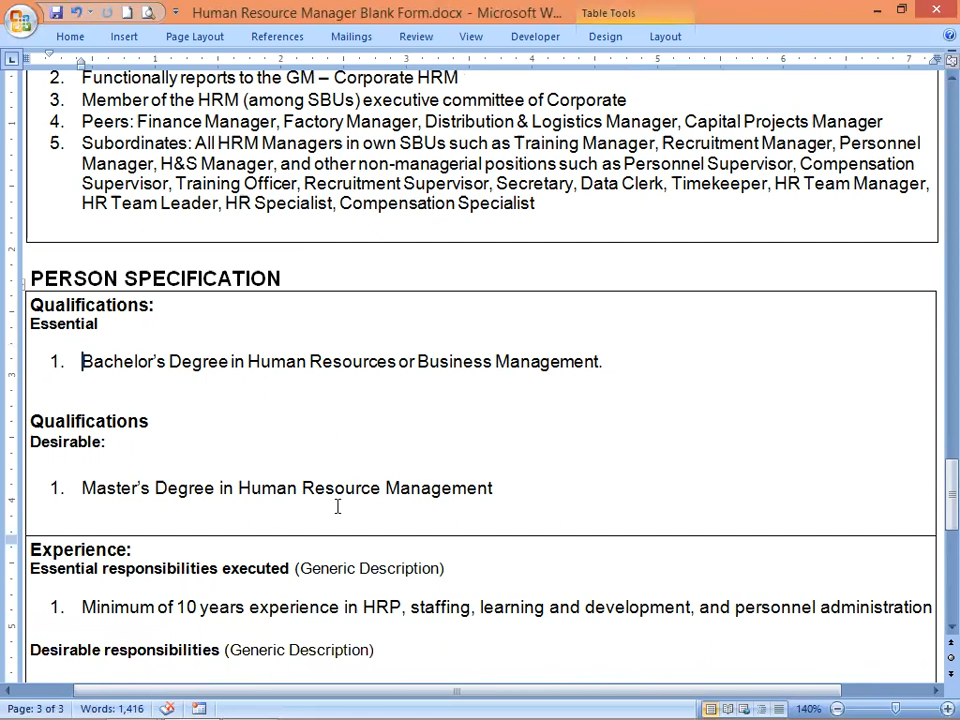 Human Resource Manager Blank Form.docx - Microsoft W...
Table Tools
Home Insert Page Layout References Mailings Review View Developer Design Layout
1 2 3 4 5 6 7
2. Functionally reports to the GM – Corporate HRM
3. Member of the HRM (among SBUs) executive committee of Corporate
4. Peers: Finance Manager, Factory Manager, Distribution & Logistics Manager, Capital Projects Manager
5. Subordinates: All HRM Managers in own SBUs such as Training Manager, Recruitment Manager, Personnel
Manager, H&S Manager, and other non-managerial positions such as Personnel Supervisor, Compensation
Supervisor, Training Officer, Recruitment Supervisor, Secretary, Data Clerk, Timekeeper, HR Team Manager,
HR Team Leader, HR Specialist, Compensation Specialist
PERSON SPECIFICATION
Qualifications:
Essential
1. Bachelor's Degree in Human Resources or Business Management.
Qualifications
Desirable:
1. Master's Degree in Human Resource Management
Experience:
Essential responsibilities executed (Generic Description)
1. Minimum of 10 years experience in HRP, staffing, learning and development, and personnel administration
Desirable responsibilities (Generic Description)
Page: 3 of 3 Words: 1,416 140%